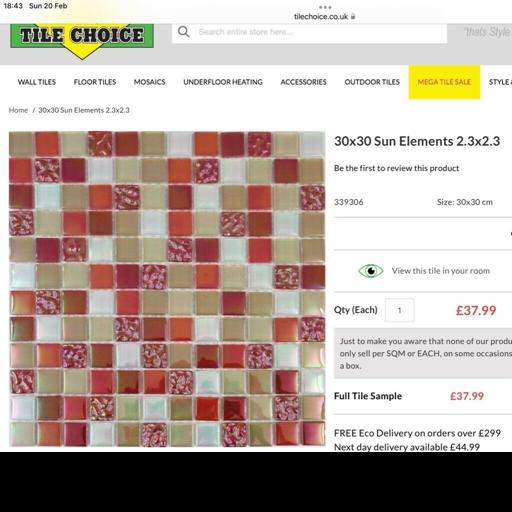 18:43 Sun 20 Feb
tilechoice.co.uk
TILE CHOICE
Search entire store here...
"thats Style
WALL TILES FLOOR TILES MOSAICS UNDERFLOOR HEATING ACCESSORIES OUTDOOR TILES MEGA TILE SALE STYLE
Home / 30x30 Sun Elements 2.3x2.3
30x30 Sun Elements 2.3x2.3
Be the first to review this product
339306 Size: 30x30 cm
View this tile in your room
Qty (Each) 1 £37.99
Just to make you aware that none of our produ
only sell per SQM or EACH, on some occasions
a box.
Full Tile Sample £37.99
FREE Eco Delivery on orders over £299
Next day delivery available £44.99